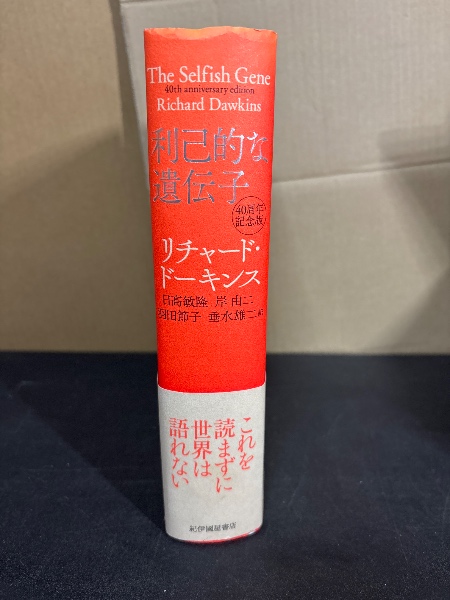 The Selfish Gene
40th anniversary edition
Richard Dawkins
利己的な
遺伝子
40周年
記念版
リチャード・
ドーキンス
日高敏隆 岸由二
羽田節子 垂水雄二 訳
これを
読まずに
世界は
語れない
紀伊國屋書店